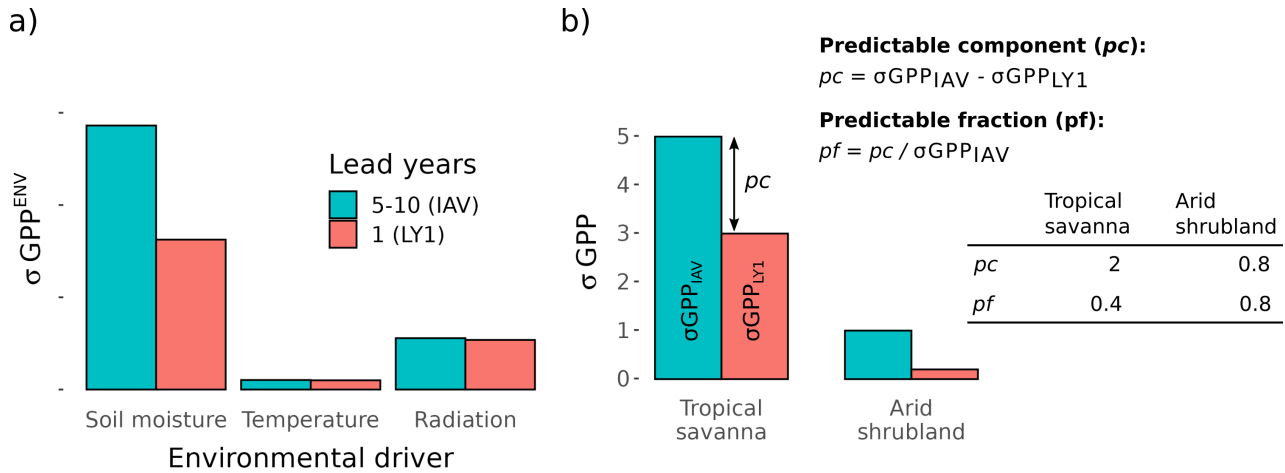 a)
σ GPP^ENV
Lead years
5-10 (IAV)
1 (LY1)
Soil moisture
Temperature
Radiation
Environmental driver
b)
Predictable component (pc):
pc = σGPP_IAV - σGPP_LY1
Predictable fraction (pf):
pf = pc / σGPP_IAV
σ GPP
5
4
3
2
1
0
pc
σGPP_IAV
σGPP_LY1
Tropical
savanna
Arid
shrubland
Tropical
savanna
Arid
shrubland
pc 2 0.8
pf 0.4 0.8